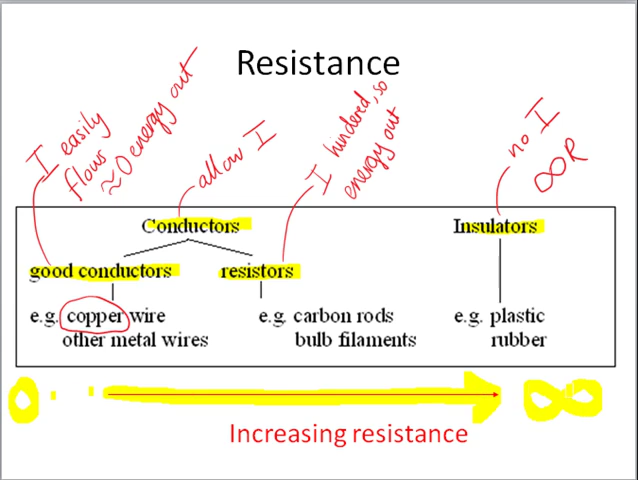 Resistance
I easily
flows
≈0 energy out
allow I
I hindered, so
energy out
no I
∞ R
Conductors
Insulators
good conductors
resistors
e.g. copper wire
other metal wires
e.g. carbon rods
bulb filaments
e.g. plastic
rubber
0
∞
Increasing resistance